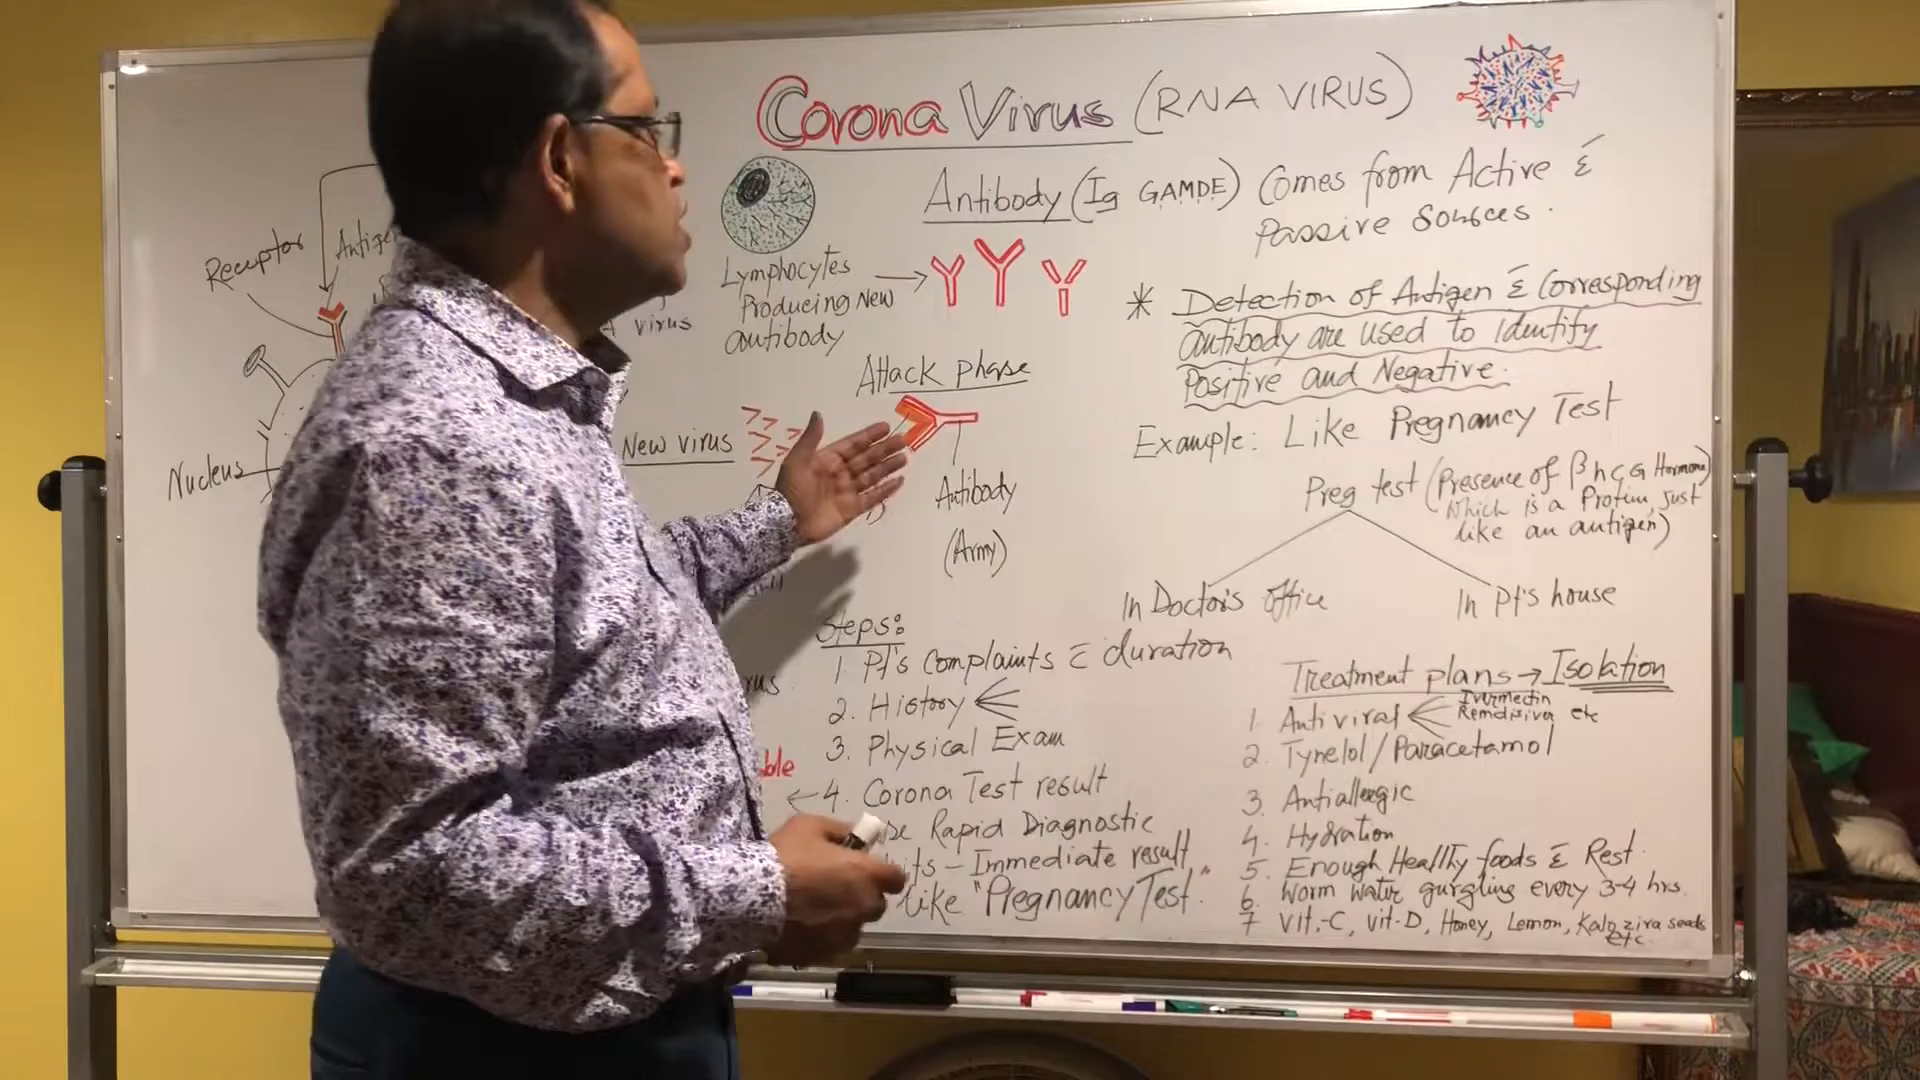 Corona Virus (RNA VIRUS)
Antibody (Ig GAMDE) Comes from Active &
Passive Sources.
Receptor
Antigen
Nucleus
virus
Lymphocytes
Producing New
antibody
New virus
Attack phase
Antibody
(Army)
* Detection of Antigen & Corresponding
antibody are used to identify
Positive and Negative.
Example: Like Pregnancy Test
Preg test (Presence of βhCG Hormone)
Which is a Protein just
like an antigen)
In Doctor's office
In Pt's house
Steps:
1. Pt's Complaints c duration
2. History
3. Physical Exam
4. Corona Test result
Rapid Diagnostic
Immediate result
like "Pregnancy Test."
Treatment plans → Isolation
1. Antiviral
Ivermectin
Remdisiver etc
2. Tynelol/Paracetamol
3. Antiallergic
4. Hydration
5. Enough Healthy foods & Rest.
6. Worm water gurgling every 3-4 hrs.
7 Vit.-C, vit-D, Honey, Lemon, Kalozira seeds
etc.